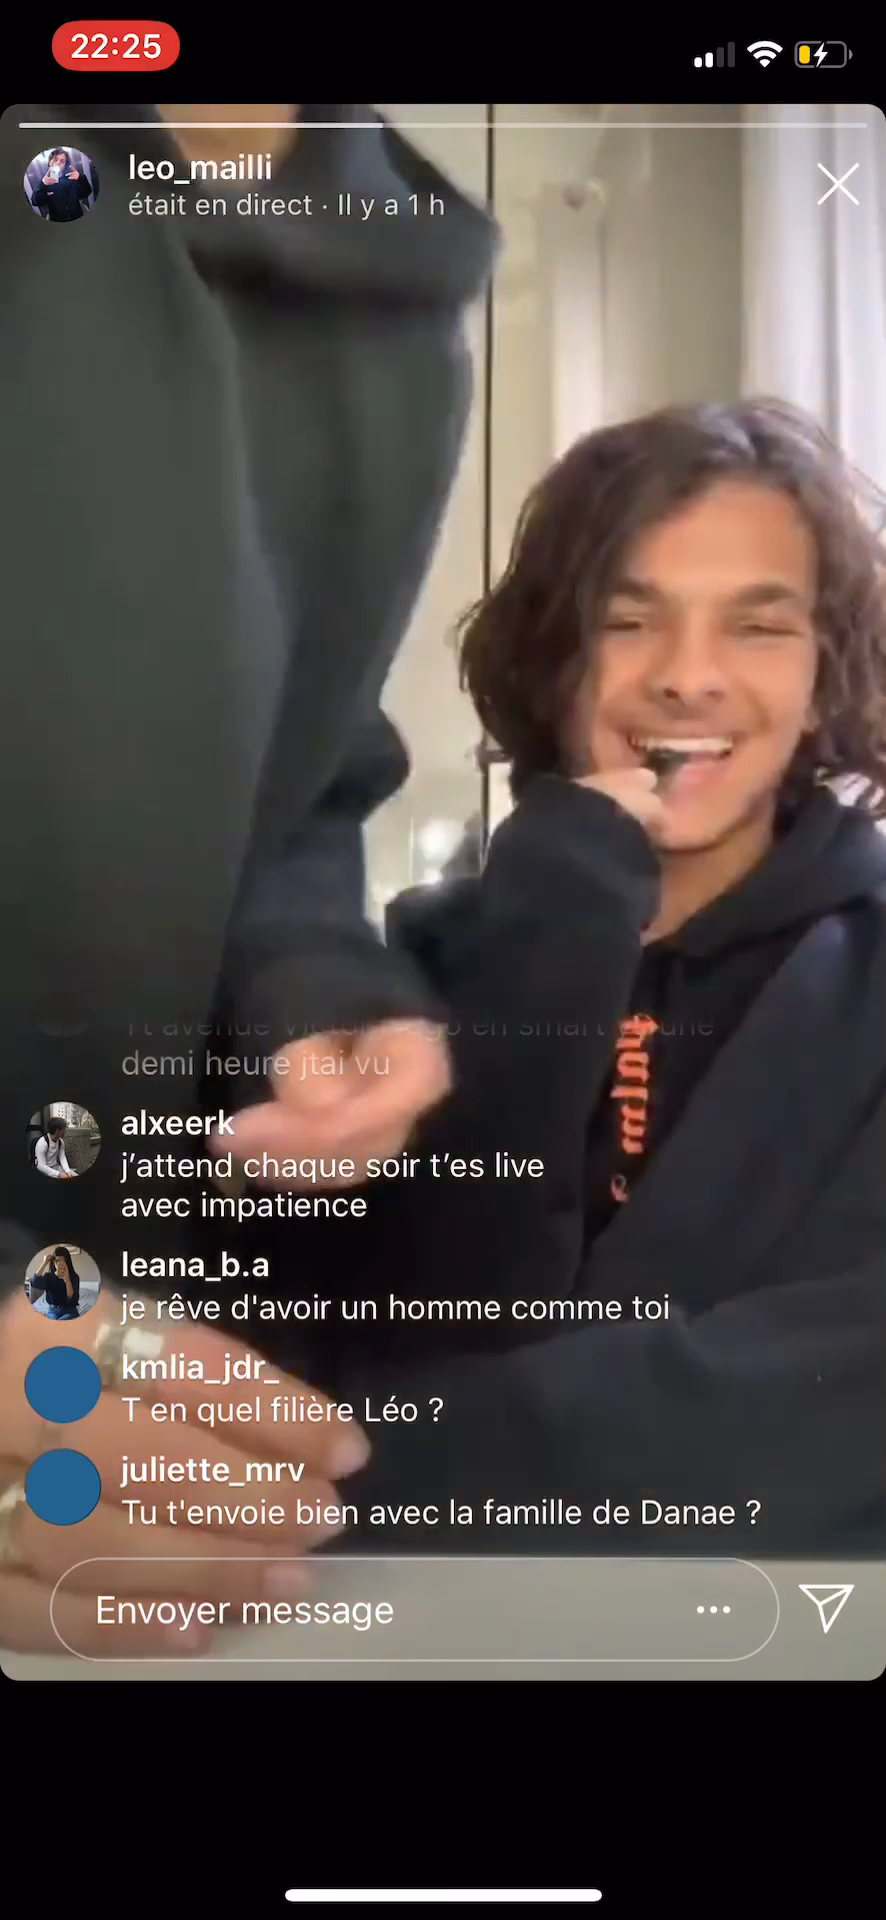 22:25
leo_mailli
était en direct · Il y a 1 h
en smart
demi heure jtai vu
alxeerk
j’attend chaque soir t’es live
avec impatience
leana_b.a
je rêve d'avoir un homme comme toi
kmlia_jdr_
T en quel filière Léo ?
juliette_mrv
Tu t'envoie bien avec la famille de Danae ?
Envoyer message